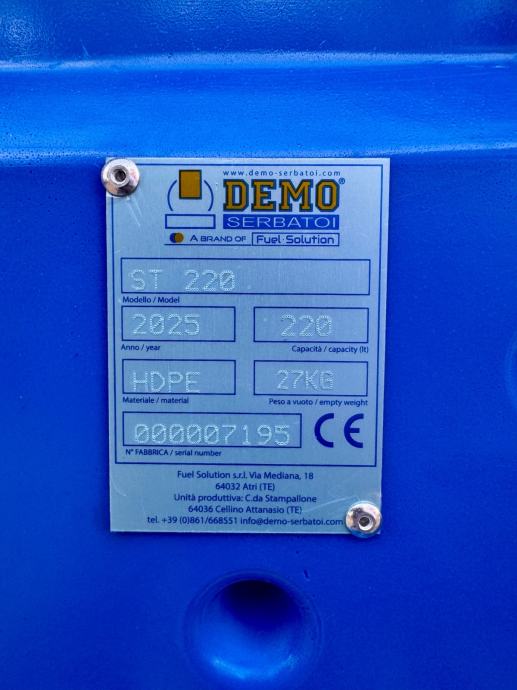 www.demo-serbatoi.com
DEMO®
SERBATOI
A BRAND OF Fuel·Solution
ST 220
Modello / Model
2025 220
Anno / year Capacità / capacity (lt)
HDPE 27KG
Materiale / material Peso a vuoto / empty weight
000007195 CE
N° FABBRICA / serial number
Fuel Solution s.r.l. Via Mediana, 18
64032 Atri (TE)
Unità produttiva: C.da Stampallone
64036 Cellino Attanasio (TE)
tel. +39 (0)861/668551 info@demo-serbatoi.com